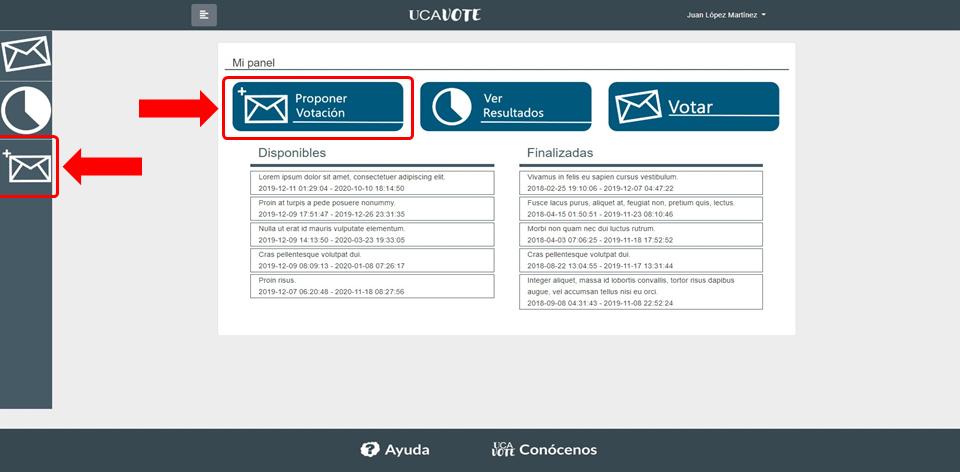 UCAVOTE
Juan López Martínez
Mi panel
Proponer
Votación
Ver
Resultados
Votar
Disponibles
Lorem ipsum dolor sit amet, consectetuer adipiscing elit.
2019-12-11 01:29:04 - 2020-10-10 18:14:50
Proin at turpis a pede posuere nonummy.
2019-12-09 17:51:47 - 2019-12-26 23:31:35
Nulla ut erat id mauris vulputate elementum.
2019-12-09 14:13:50 - 2020-03-23 19:33:05
Cras pellentesque volutpat dui.
2019-12-09 08:09:13 - 2020-01-08 07:26:17
Proin risus.
2019-12-07 06:20:48 - 2020-11-18 08:27:56
Finalizadas
Vivamus in felis eu sapien cursus vestibulum.
2018-02-25 19:10:06 - 2019-12-07 04:47:22
Fusce lacus purus, aliquet at, feugiat non, pretium quis, lectus.
2018-04-15 01:50:51 - 2019-11-23 08:10:46
Morbi non quam nec dui luctus rutrum.
2018-04-03 07:06:25 - 2019-11-18 17:52:52
Cras pellentesque volutpat dui.
2018-08-22 13:04:55 - 2019-11-17 13:31:44
Integer aliquet, massa id lobortis convallis, tortor risus dapibus
augue, vel accumsan tellus nisi eu orci.
2018-09-08 04:31:43 - 2019-11-08 22:52:24
Ayuda
UCA
VOTE Conócenos